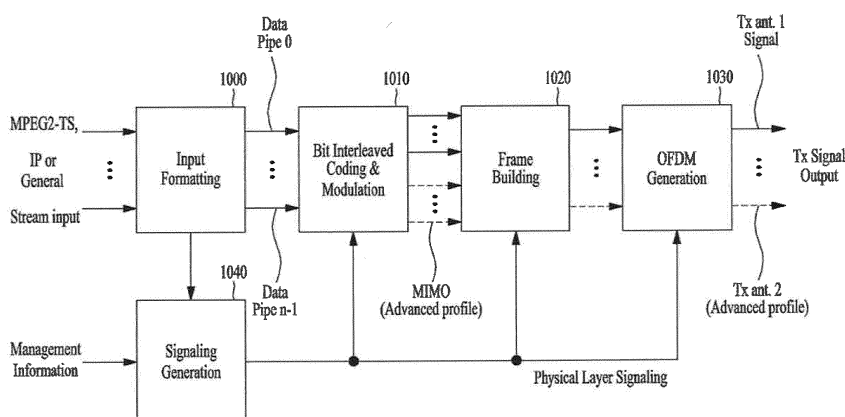 Data
Pipe 0
Tx ant. 1
Signal
1000
1010
1020
1030
MPEG2-TS,
IP or
General
Stream input
Input
Formatting
Bit Interleaved
Coding &
Modulation
Frame
Building
OFDM
Generation
Tx Signal
Output
1040
Data
Pipe n-1
MIMO
(Advanced profile)
Tx ant. 2
(Advanced profile)
Management
Information
Signaling
Generation
Physical Layer Signaling